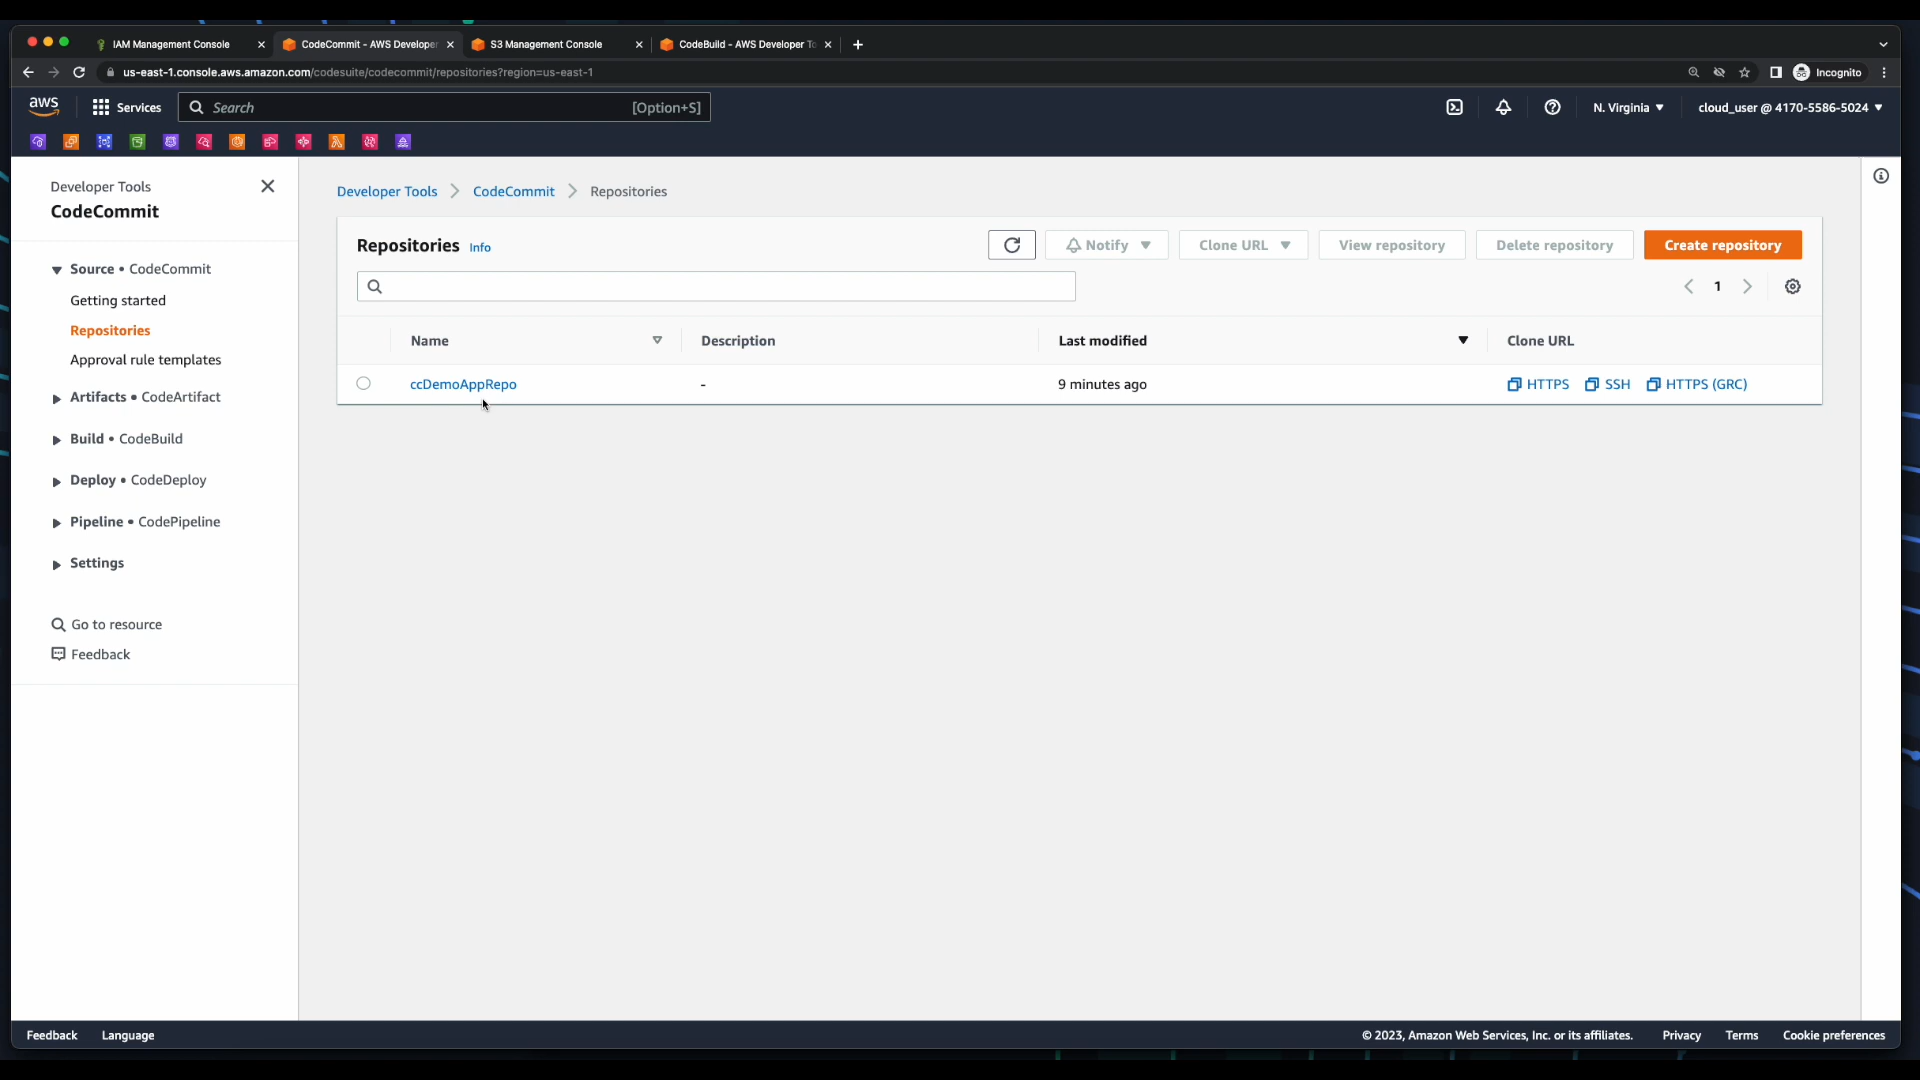 IAM Management Console
CodeCommit - AWS Developer
S3 Management Console
CodeBuild - AWS Developer To
us-east-1.console.aws.amazon.com/codesuite/codecommit/repositories?region=us-east-1
Incognito
aws
Services
Search
[Option+S]
N. Virginia
cloud_user @ 4170-5586-5024
Developer Tools
CodeCommit
Source • CodeCommit
Getting started
Repositories
Approval rule templates
Artifacts • CodeArtifact
Build • CodeBuild
Deploy • CodeDeploy
Pipeline • CodePipeline
Settings
Go to resource
Feedback
Developer Tools
CodeCommit
Repositories
Repositories Info
Notify
Clone URL
View repository
Delete repository
Create repository
1
Name
Description
Last modified
Clone URL
ccDemoAppRepo
-
9 minutes ago
HTTPS
SSH
HTTPS (GRC)
Feedback
Language
© 2023, Amazon Web Services, Inc. or its affiliates.
Privacy
Terms
Cookie preferences